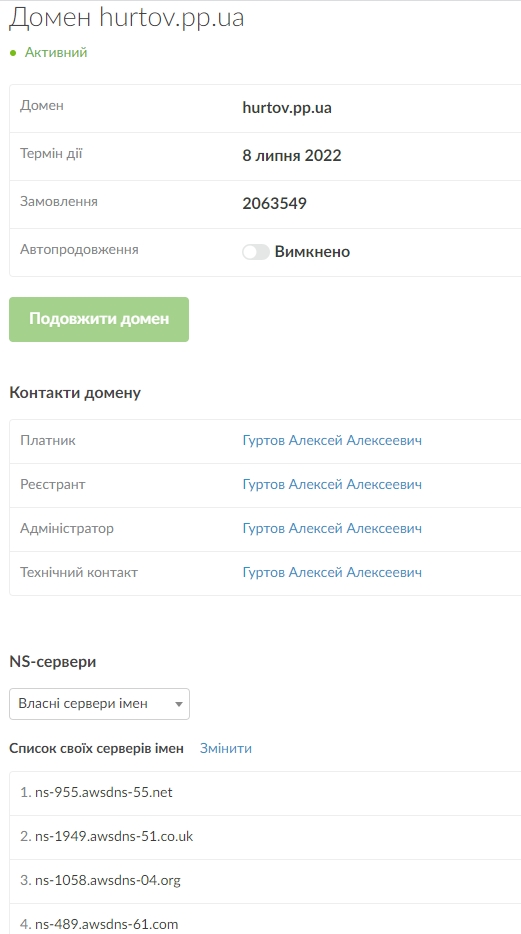 Домен hurtov.pp.ua
Активний
Домен hurtov.pp.ua
Термін дії 8 липня 2022
Замовлення 2063549
Автопродовження Вимкнено
Подовжити домен
Контакти домену
Платник Гуртов Алексей Алексеевич
Реєстрант Гуртов Алексей Алексеевич
Адміністратор Гуртов Алексей Алексеевич
Технічний контакт Гуртов Алексей Алексеевич
NS-сервери
Власні сервери імен
Список своїх серверів імен Змінити
1. ns-955.awsdns-55.net
2. ns-1949.awsdns-51.co.uk
3. ns-1058.awsdns-04.org
4. ns-489.awsdns-61.com